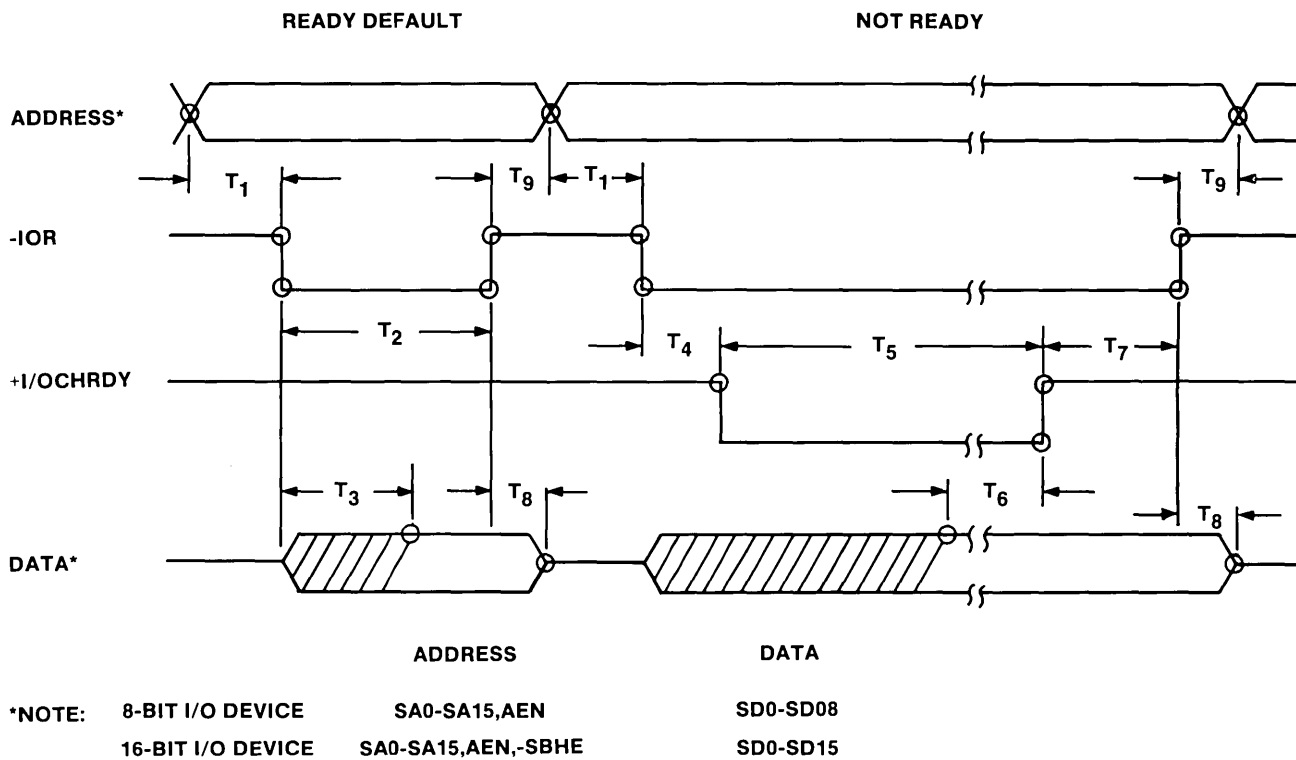 READY DEFAULT NOT READY
ADDRESS*
T1 T9 T1 T9
-IOR
T2 T4 T5 T7
+I/OCHRDY
T3 T8 T6 T8
DATA*
ADDRESS DATA
*NOTE: 8-BIT I/O DEVICE SA0-SA15,AEN SD0-SD08
16-BIT I/O DEVICE SA0-SA15,AEN,-SBHE SD0-SD15